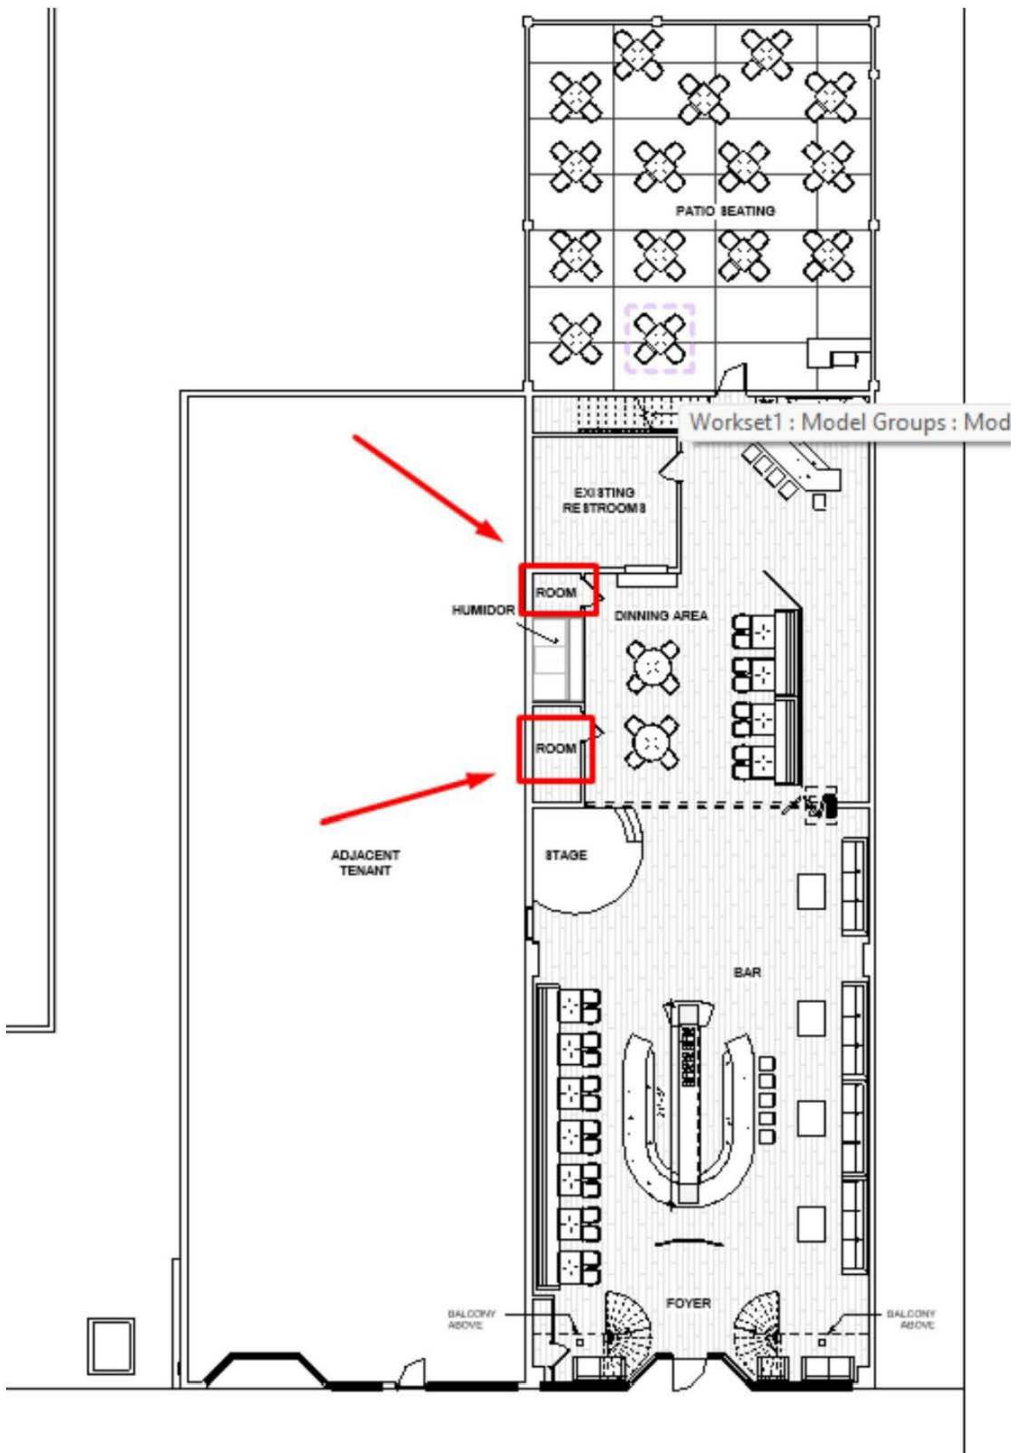 PATIO SEATING
Workset1 : Model Groups : Mod
EXISTING
RESTROOMS
ROOM
HUMIDOR
DINNING AREA
ROOM
ADJACENT
TENANT
STAGE
BAR
FOYER
BALCONY
ABOVE
BALCONY
ABOVE